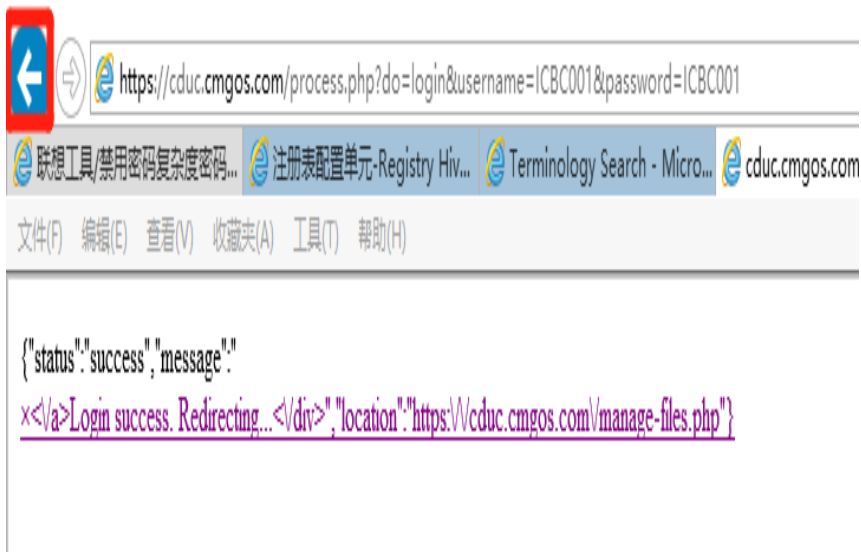 https://cduc.cmgos.com/process.php?do=login&username=ICBC001&password=ICBC001
联想工具/禁用密码复杂度密码... 注册表配置单元-Registry Hiv... Terminology Search - Micro... cduc.cmgos.com
文件(F) 编辑(E) 查看(V) 收藏夹(A) 工具(T) 帮助(H)
{"status":"success","message":"
×<\/a>Login success. Redirecting...<\/div>","location":"https:\/\/cduc.cmgos.com\/manage-files.php"}